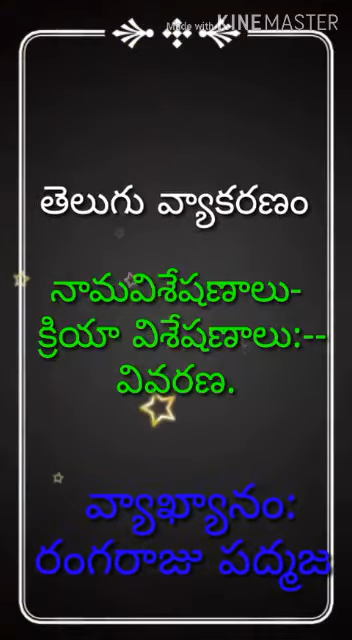 Made with KINEMASTER
తెలుగు వ్యాకరణం
నామవిశేషణాలు-
క్రియా విశేషణాలు:--
వివరణ.
వ్యాఖ్యానం:
రంగరాజు పద్మజ